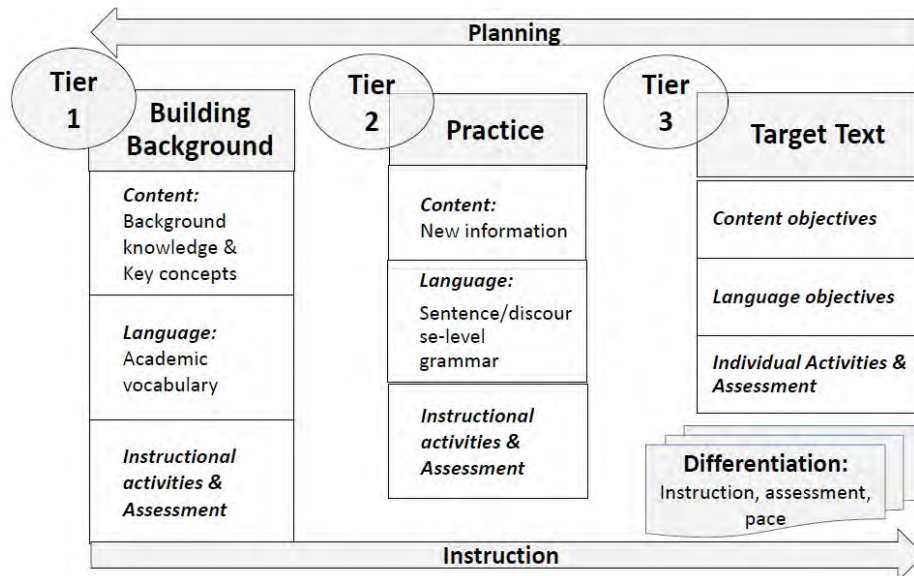 Planning
Tier
1
Building
Background
Content:
Background
knowledge &
Key concepts
Language:
Academic
vocabulary
Instructional
activities &
Assessment
Tier
2
Practice
Content:
New information
Language:
Sentence/discour
se-level
grammar
Instructional
activities &
Assessment
Tier
3
Target Text
Content objectives
Language objectives
Individual Activities &
Assessment
Differentiation:
Instruction, assessment,
pace
Instruction